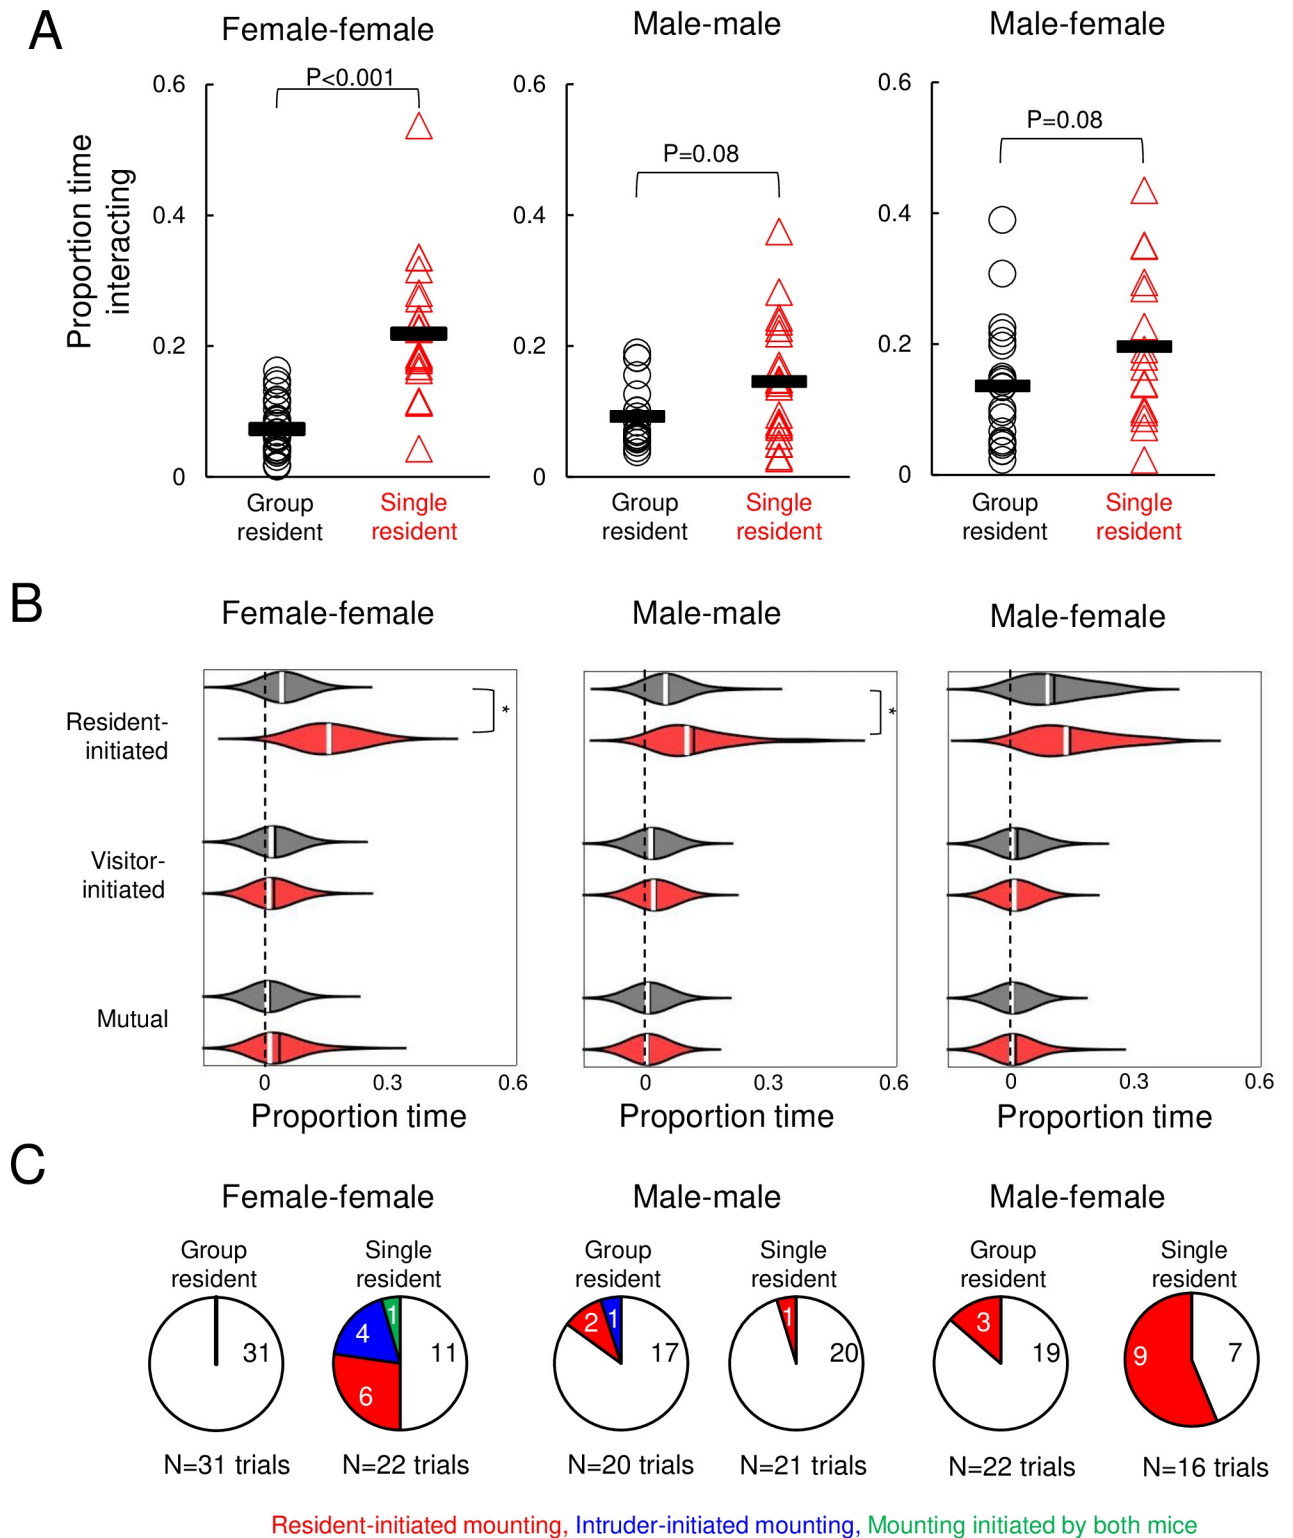 A
Female-female
Male-male
Male-female
P<0.001
P=0.08
P=0.08
Proportion time
interacting
0.6
0.4
0.2
0
0.6
0.4
0.2
0
0.6
0.4
0.2
0
Group
resident
Single
resident
Group
resident
Single
resident
Group
resident
Single
resident
B
Female-female
Male-male
Male-female
Resident-
initiated
*
*
Visitor-
initiated
Mutual
0 0.3 0.6
0 0.3 0.6
0 0.3 0.6
Proportion time
Proportion time
Proportion time
C
Female-female
Male-male
Male-female
Group
resident
Single
resident
Group
resident
Single
resident
Group
resident
Single
resident
31
4
1
11
6
2
1
17
1
20
3
19
9
7
N=31 trials
N=22 trials
N=20 trials
N=21 trials
N=22 trials
N=16 trials
Resident-initiated mounting, Intruder-initiated mounting, Mounting initiated by both mice